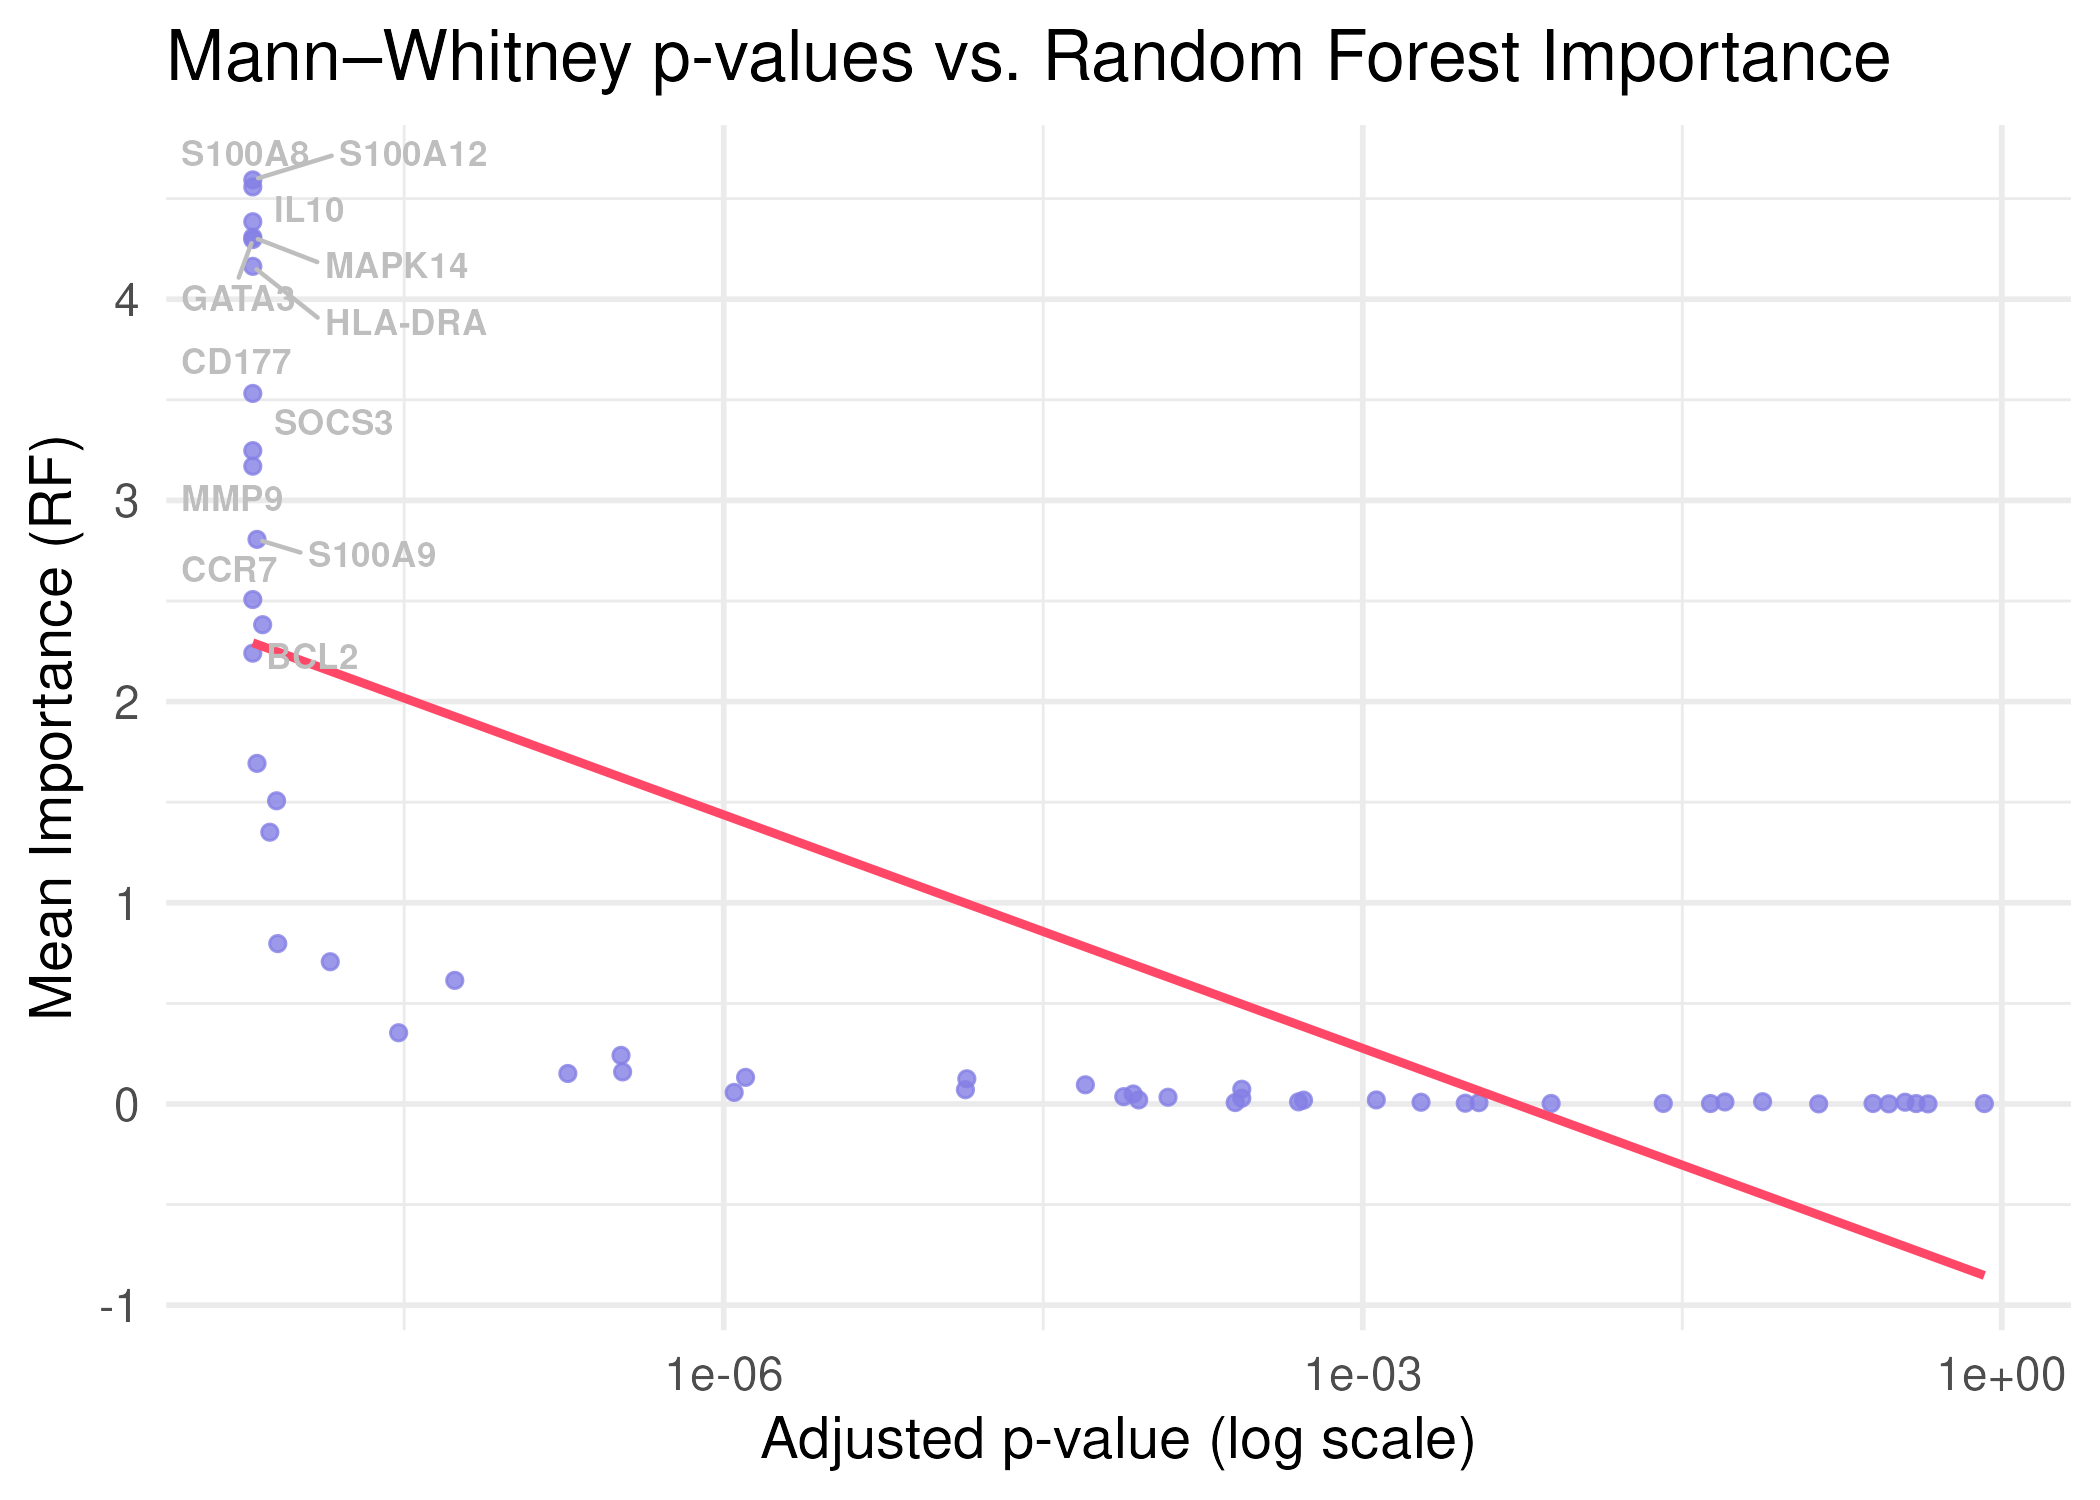 Mann–Whitney p-values vs. Random Forest Importance
S100A8
S100A12
IL10
MAPK14
GATA3
HLA-DRA
CD177
SOCS3
MMP9
S100A9
CCR7
BCL2
4
3
2
1
0
-1
Mean Importance (RF)
1e-06
1e-03
1e+00
Adjusted p-value (log scale)